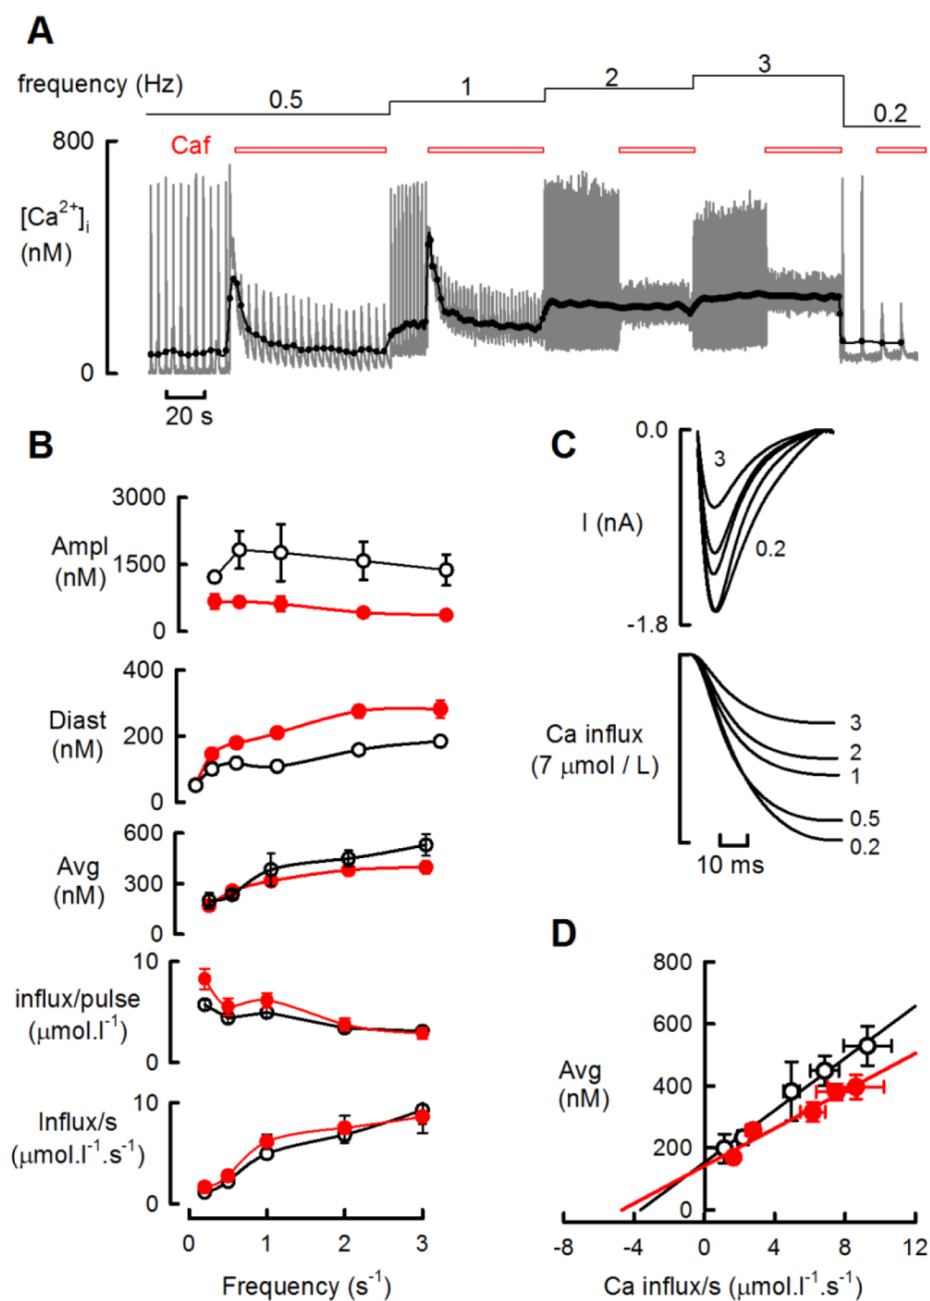 A
frequency (Hz)
0.5
1
2
3
0.2
Caf
800
[Ca2+]i
(nM)
0
20 s
B
3000
Ampl
1500
(nM)
0
400
Diast
200
(nM)
0
600
Avg
300
(nM)
0
10
influx/pulse
(μmol.l-1)
0
10
Influx/s
(μmol.l-1.s-1)
0
0 1 2 3
Frequency (s-1)
C
0.0
3
I (nA)
0.2
-1.8
Ca influx
(7 μmol / L)
3
2
1
0.5
0.2
10 ms
D
800
600
Avg
400
(nM)
200
0
-8 -4 0 4 8 12
Ca influx/s (μmol.l-1.s-1)